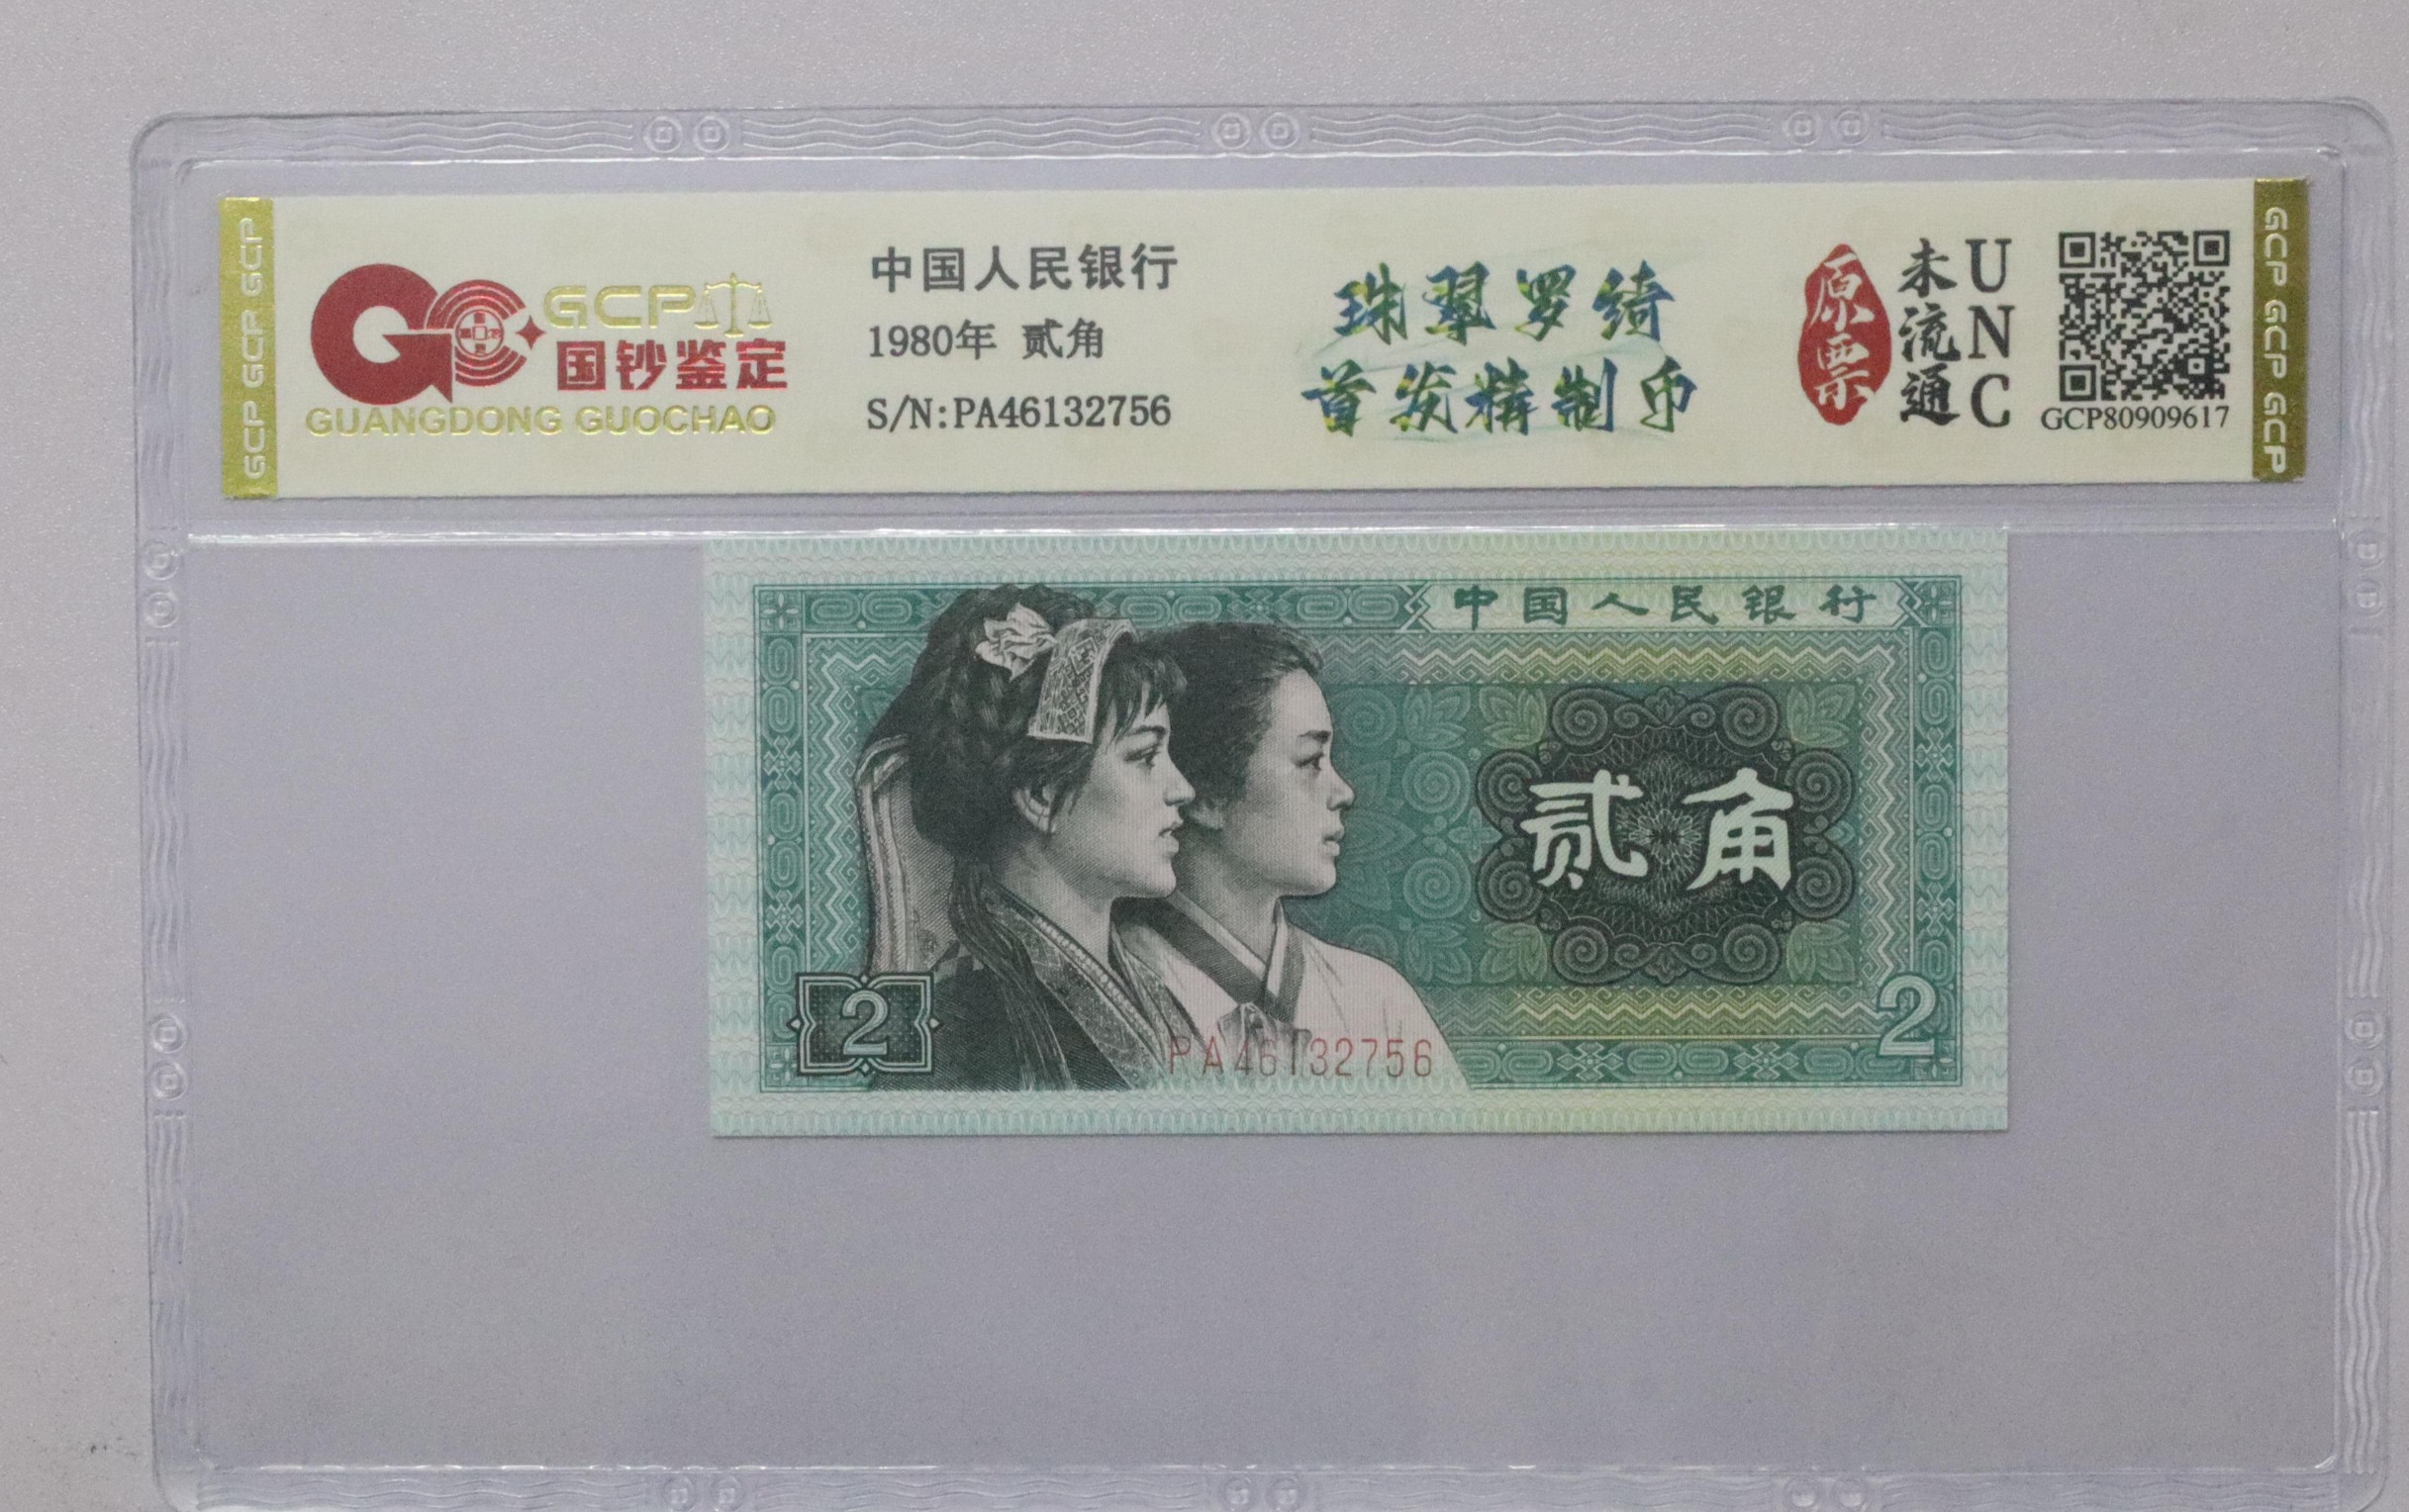 GCP GCP GCP
GCP
国钞鉴定
GUANGDONG GUOCHAO
中国人民银行
1980年 贰角
S/N:PA46132756
珠翠罗绮
首发精制币
原票
未流通
UNC
GCP80909617
GCP GCP GCP
中国人民银行
贰角
2
PA46132756
2